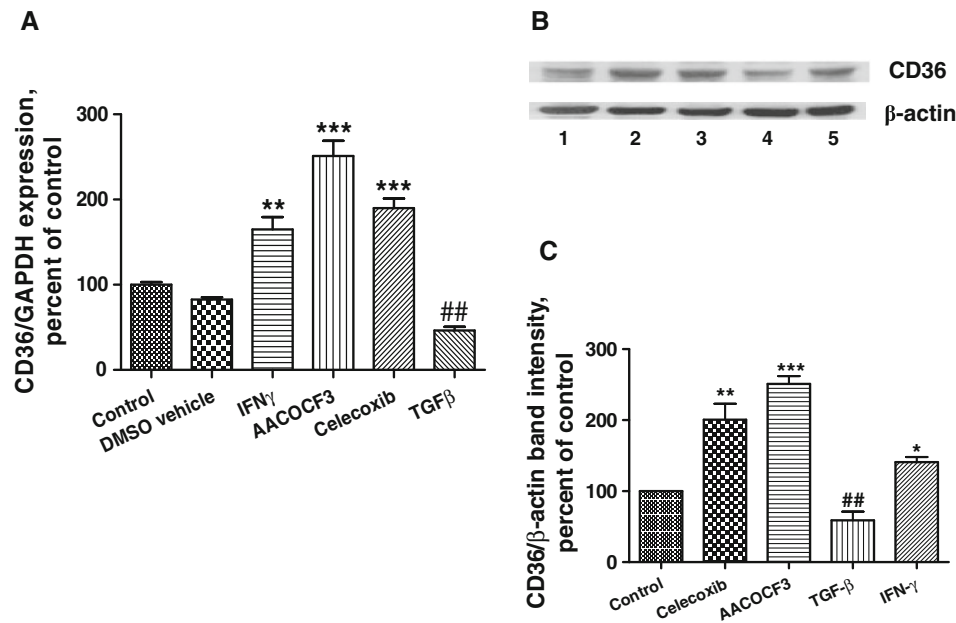 A
CD36/GAPDH expression,
percent of control
300
200
100
0
**
***
***
##
Control
DMSO vehicle
IFNγ
AACOCF3
Celecoxib
TGFβ
B
CD36
β-actin
1 2 3 4 5
C
CD36/β-actin band intensity,
percent of control
300
200
100
0
**
***
##
*
Control
Celecoxib
AACOCF3
TGF-β
IFN-γ